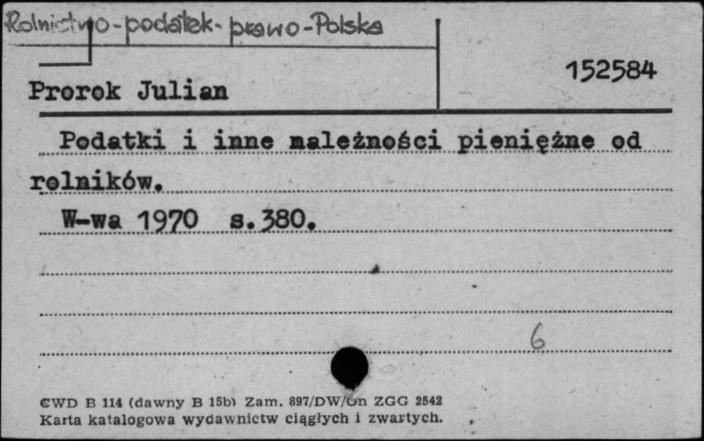 Rolnictwo-podatek-prawo-Polska
152584
Prorok Julian
Podatki i inne należności pieniężne od
rolników.
W-wa 1970 s.380.
6
CWD B 114 (dawny B 15b) Zam. 897/DW/Gn ZGG 2542
Karta katalogowa wydawnictw ciągłych i zwartych.